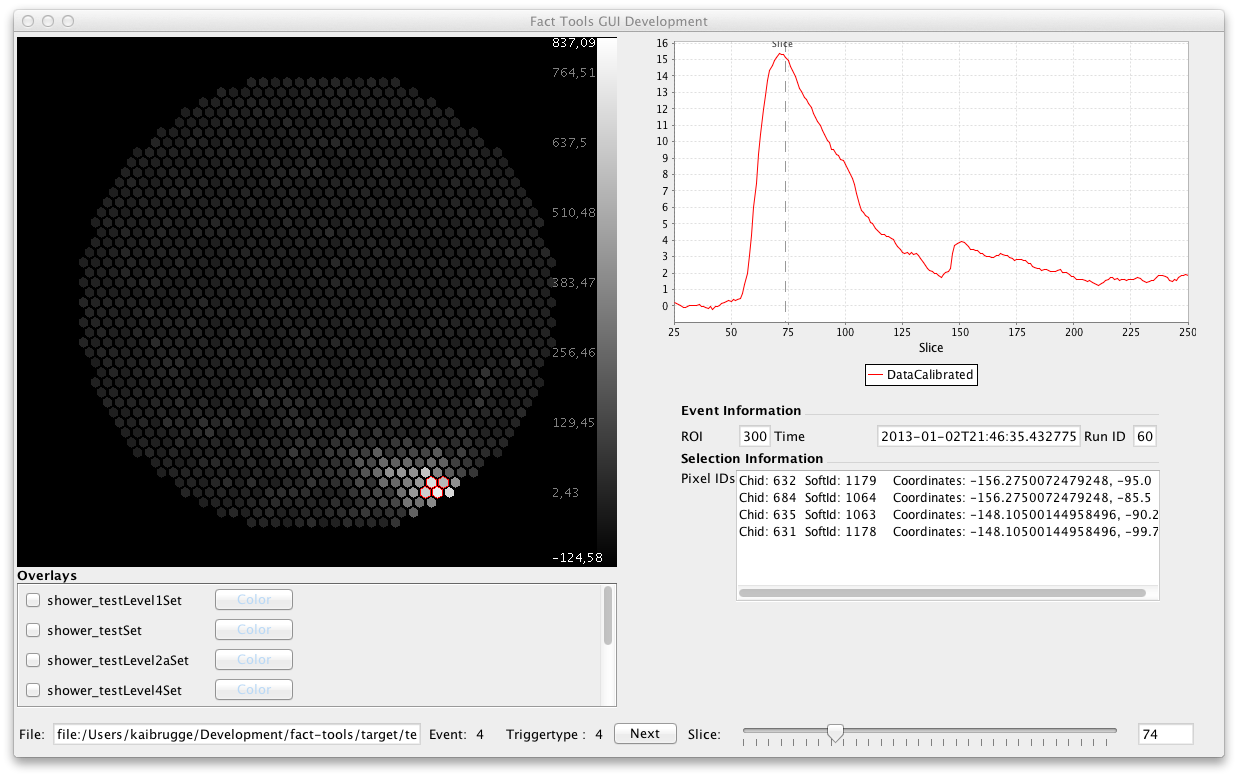 Fact Tools GUI Development
837,09
764,51
637,5
510,48
383,47
256,46
129,45
2,43
-124,58
Overlays
shower_testLevel1Set Color
shower_testSet Color
shower_testLevel2aSet Color
shower_testLevel4Set Color
Slice
16
15
14
13
12
11
10
9
8
7
6
5
4
3
2
1
0
25 50 75 100 125 150 175 200 225 250
Slice
DataCalibrated
Event Information
ROI 300 Time 2013-01-02T21:46:35.432775 Run ID 60
Selection Information
Pixel IDs
Chid: 632 SoftId: 1179 Coordinates: -156.2750072479248, -95.0
Chid: 684 SoftId: 1064 Coordinates: -156.2750072479248, -85.5
Chid: 635 SoftId: 1063 Coordinates: -148.10500144958496, -90.2
Chid: 631 SoftId: 1178 Coordinates: -148.10500144958496, -99.7
File: file:/Users/kaibrugge/Development/fact-tools/target/te Event: 4 Triggertype : 4 Next Slice: 74